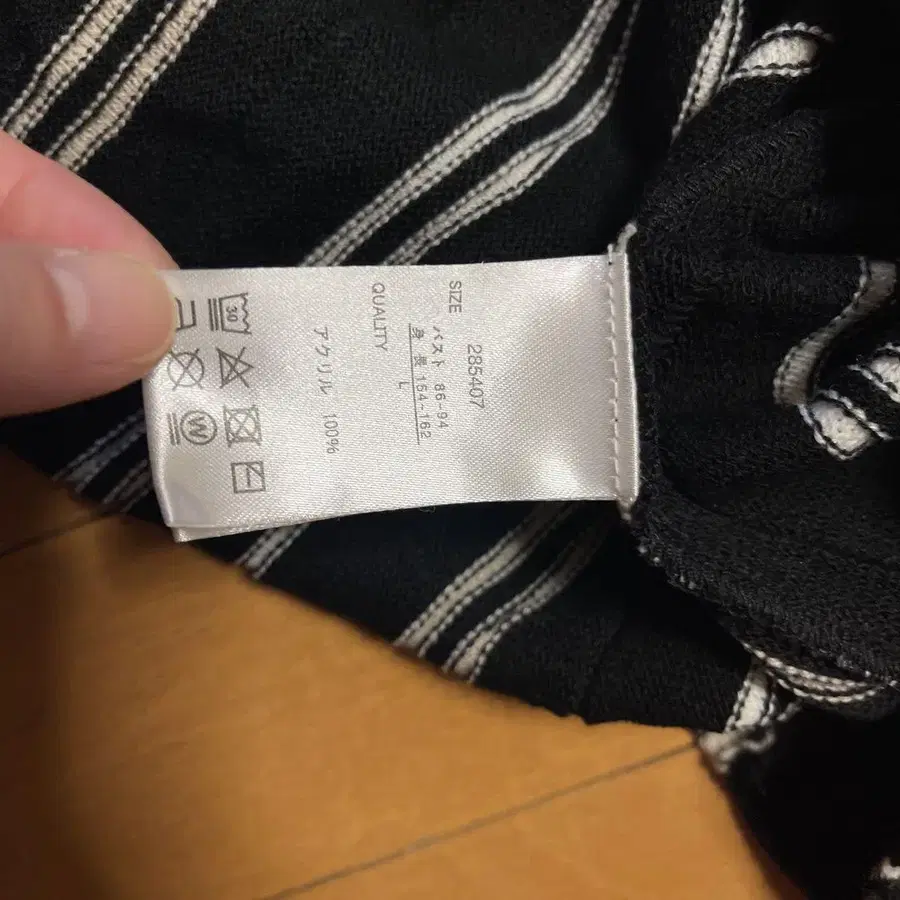 285407
SIZE
バスト 86-94
身 長 154~162
L
QUALITY
アクリル 100%
30
W